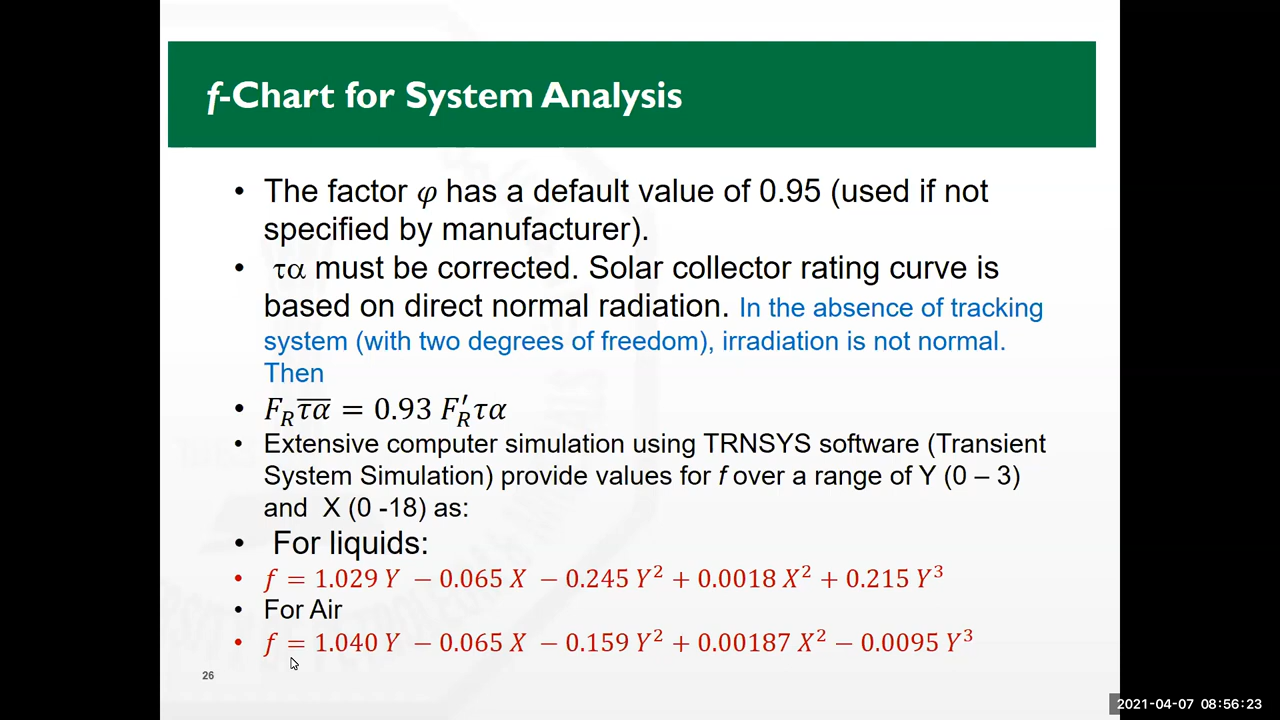 f-Chart for System Analysis
• The factor φ has a default value of 0.95 (used if not
specified by manufacturer).
• τα must be corrected. Solar collector rating curve is
based on direct normal radiation. In the absence of tracking
system (with two degrees of freedom), irradiation is not normal.
Then
• F_R \overline{τα} = 0.93 F_R′ τα
• Extensive computer simulation using TRNSYS software (Transient
System Simulation) provide values for f over a range of Y (0 – 3)
and X (0 -18) as:
• For liquids:
• f = 1.029 Y − 0.065 X − 0.245 Y² + 0.0018 X² + 0.215 Y³
• For Air
• f = 1.040 Y − 0.065 X − 0.159 Y² + 0.00187 X² − 0.0095 Y³
26
2021-04-07 08:56:23